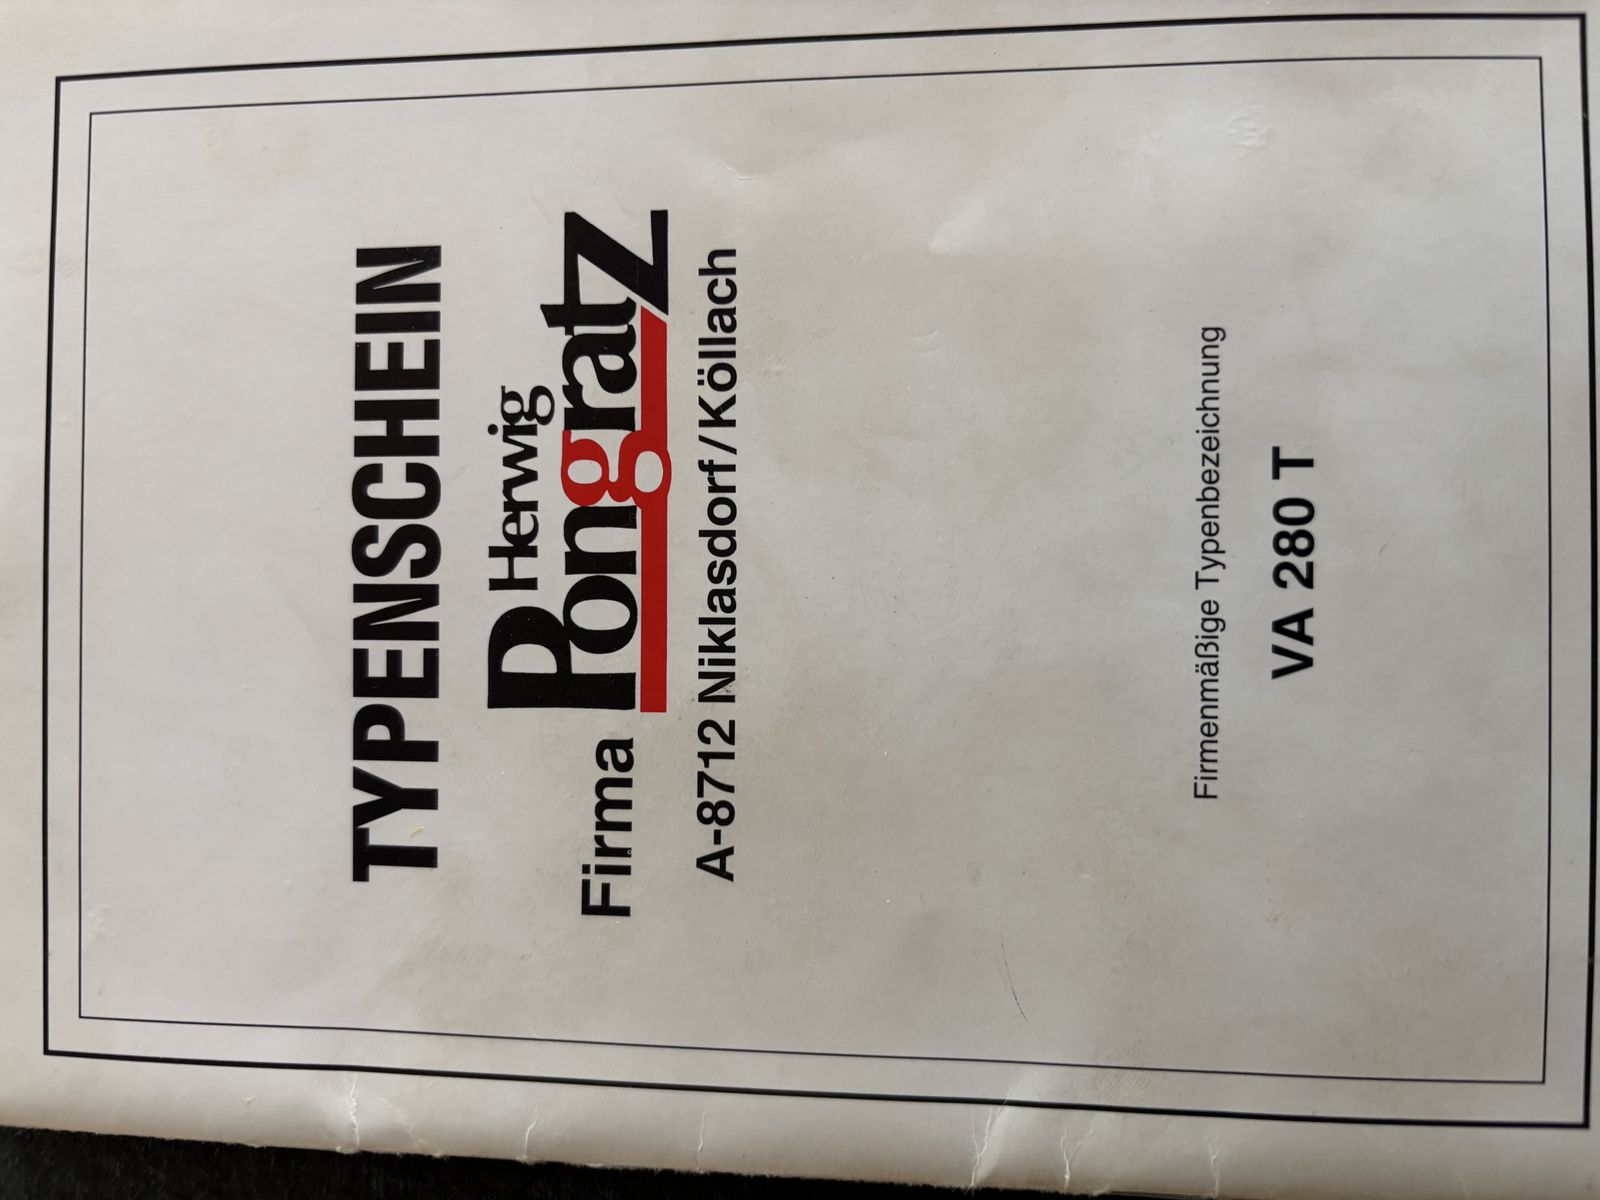 TYPENSCHEIN
Firma Herwig Pongratz
A-8712 Niklasdorf/Köllach
Firmenmäßige Typenbezeichnung
VA 280 T